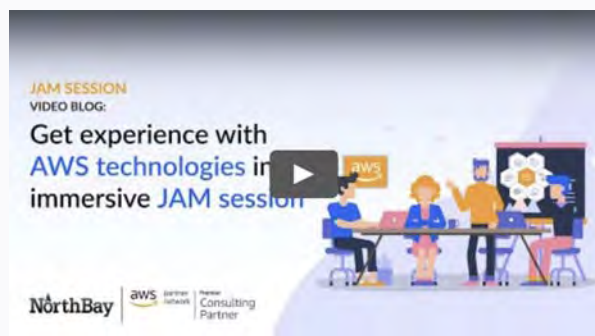 JAM SESSION
VIDEO BLOG:
Get experience with
AWS technologies in
immersive JAM session
aws
NorthBay
aws partner network
Premier
Consulting
Partner